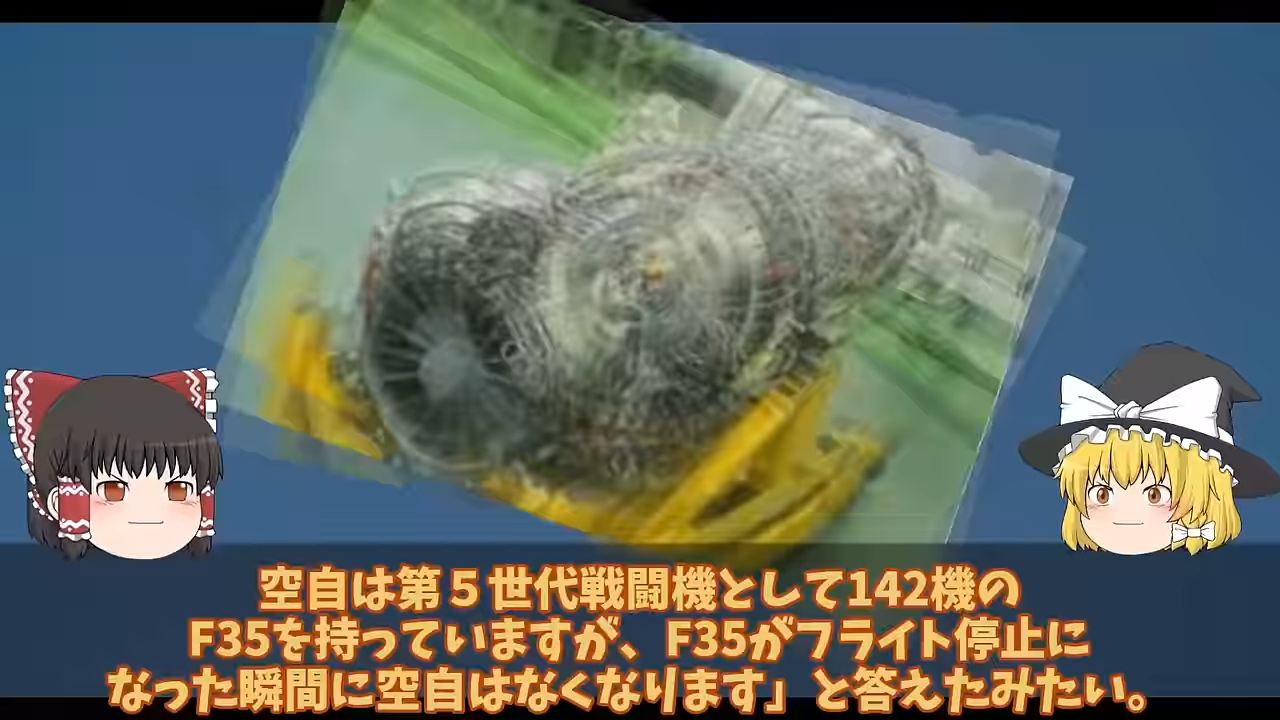 空自は第５世代戦闘機として142機の
F35を持っていますが、F35がフライト停止に
なった瞬間に空自はなくなります」と答えたみたい。